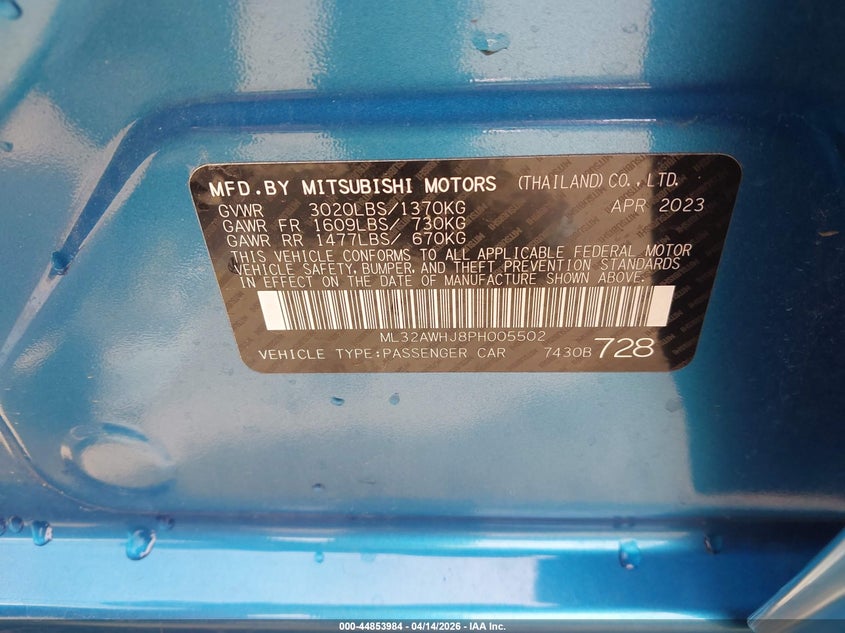 MFD.BY MITSUBISHI MOTORS (THAILAND) CO., LTD.
GVWR 3020LBS/1370KG APR 2023
GAWR FR 1609LBS/ 730KG
GAWR RR 1477LBS/ 670KG
THIS VEHICLE CONFORMS TO ALL APPLICABLE FEDERAL MOTOR
VEHICLE SAFETY, BUMPER, AND THEFT PREVENTION STANDARDS
IN EFFECT ON THE DATE OF MANUFACTURE SHOWN ABOVE.
ML32AWHJ8PH005502
VEHICLE TYPE:PASSENGER CAR 7430B 728
000-44853984 - 04/14/2026 - IAA Inc.